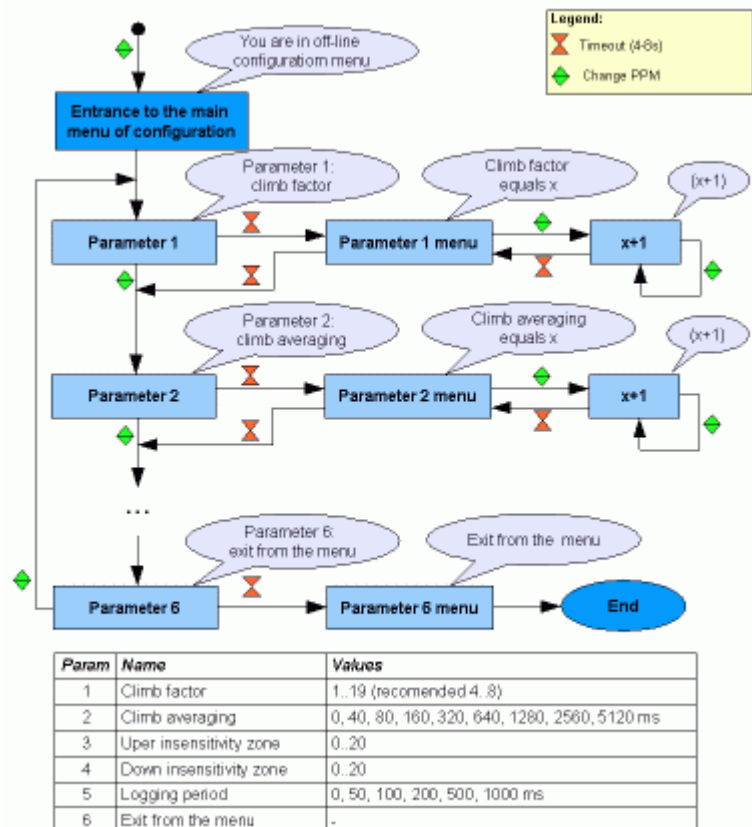 Legend:
Timeout (4-8s)
Change PPM
You are in off-line
configuratiorn menu
Entrance to the main
menu of configuration
Parameter 1:
climb factor
Climb factor
equals x
(x+1)
Parameter 1
Parameter 1 menu
x+1
Parameter 2:
climb averaging
Climb averaging
equals x
(x+1)
Parameter 2
Parameter 2 menu
x+1
...
Parameter 6:
exit from the menu
Exit from the menu
Parameter 6
Parameter 6 menu
End
Param Name Values
1 Climb factor 1..19 (recomended 4..8)
2 Climb averaging 0, 40, 80, 160, 320, 640, 1280, 2560, 5120 ms
3 Uper insensitivity zone 0..20
4 Down insensitivity zone 0..20
5 Logging period 0, 50, 100, 200, 500, 1000 ms
6 Exit from the menu -